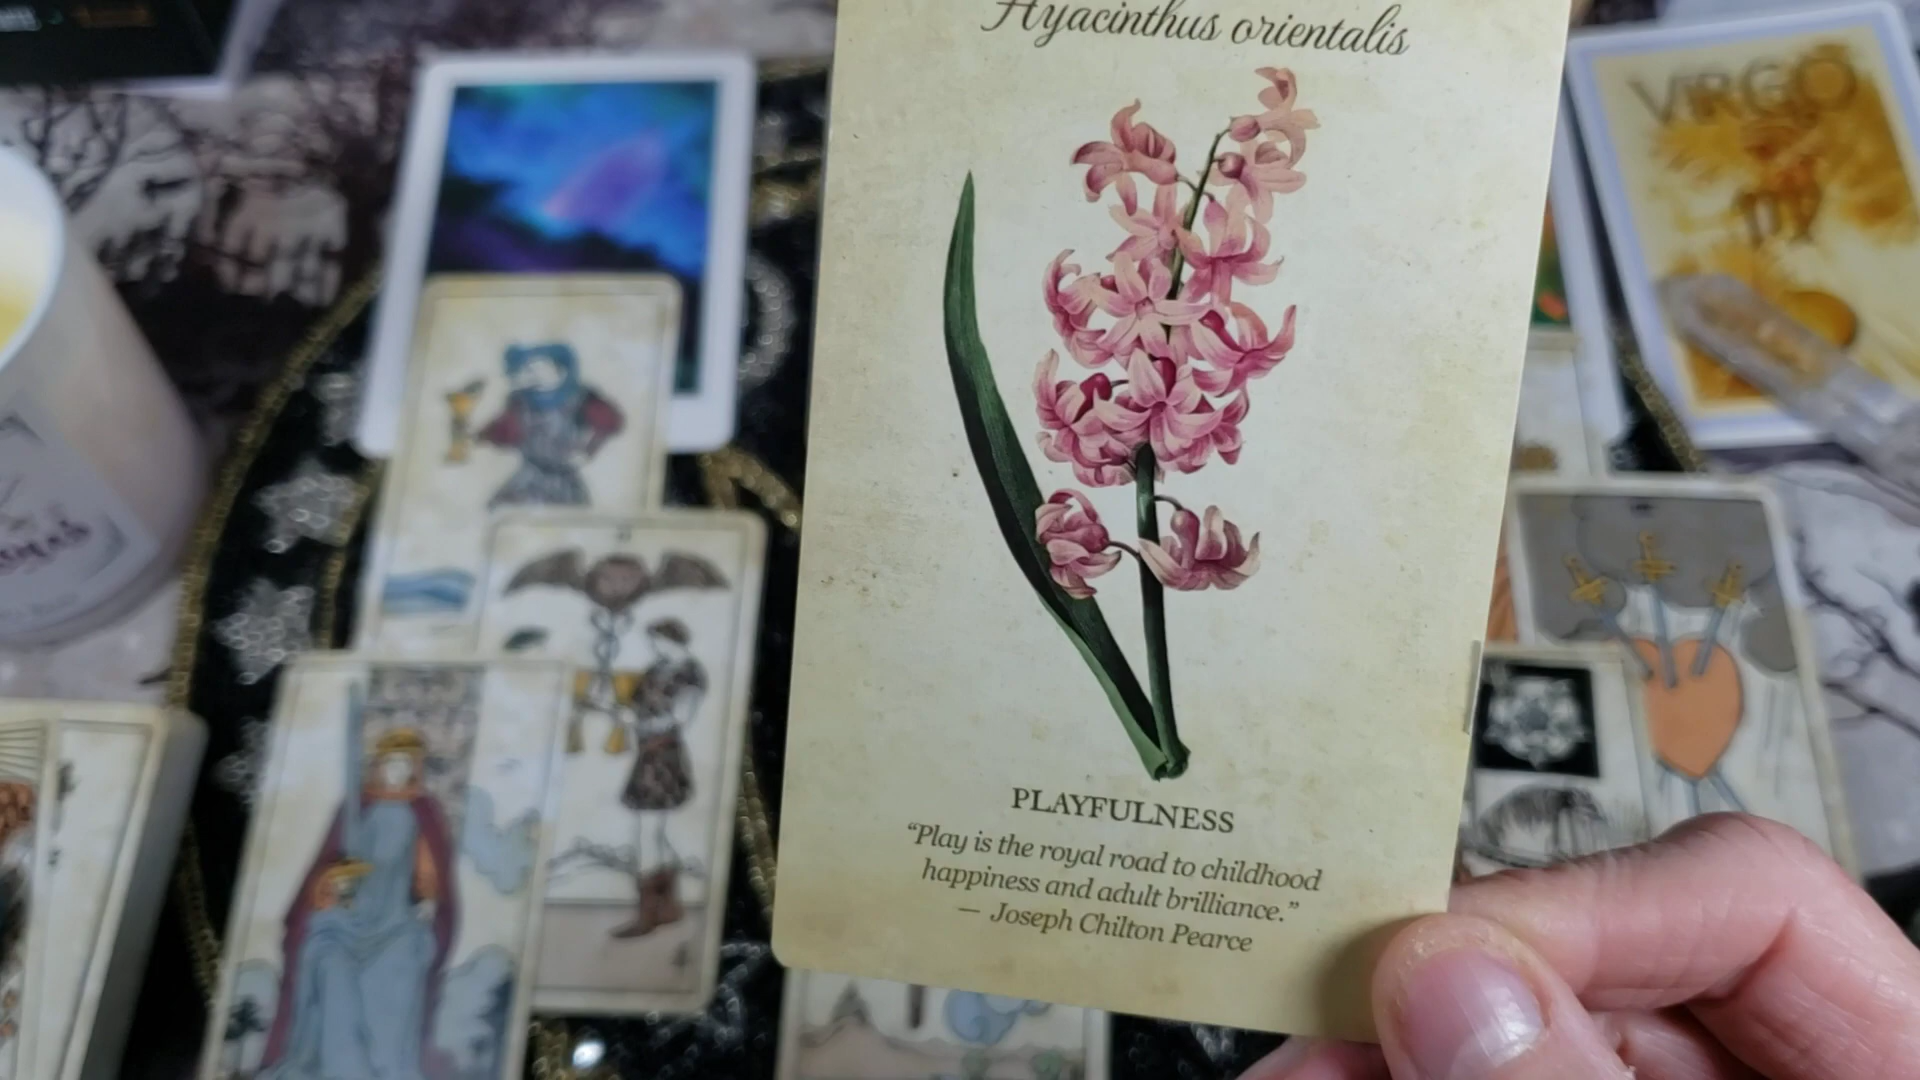 Hyacinthus orientalis
VIRGO
PLAYFULNESS
“Play is the royal road to childhood
happiness and adult brilliance.”
— Joseph Chilton Pearce